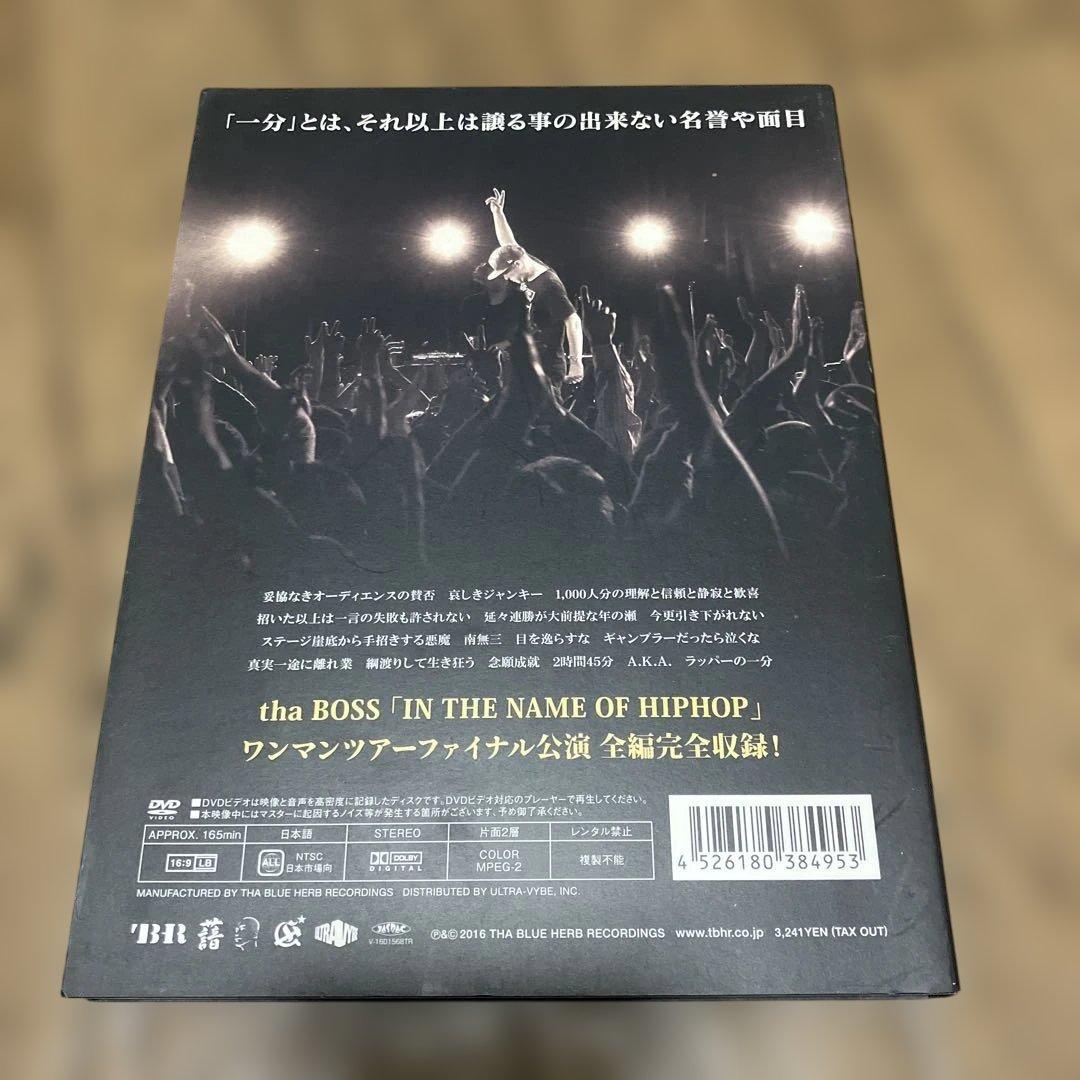 「一分」とは、それ以上は譲る事の出来ない名誉や面目
妥協なきオーディエンスの賛否　哀しきジャンキー　1,000人分の理解と信頼と静寂と歓喜
招いた以上は一言の失敗も許されない　延々連勝が大前提な年の瀬　今更引き下がれない
ステージ崖底から手招きする悪魔　南無三　目を逸らすな　ギャンブラーだったら泣くな
真実一途に離れ業　綱渡りして生き狂う　念願成就　2時間45分　A.K.A.　ラッパーの一分
tha BOSS「IN THE NAME OF HIPHOP」
ワンマンツアーファイナル公演 全編完全収録!
DVD VIDEO
■DVDビデオは映像と音声を高密度に記録したディスクです。DVDビデオ対応のプレーヤーで再生してください。
■本映像中にはマスターに起因するノイズ等が発生する箇所がございます、予め御了承ください。
APPROX. 165min 日本語 STEREO 片面2層 レンタル禁止
16:9 LB ALL NTSC 日本市場向 DOLBY DIGITAL COLOR MPEG-2 複製不能
4 526180 384953
MANUFACTURED BY THA BLUE HERB RECORDINGS DISTRIBUTED BY ULTRA-VYBE, INC.
TBHR ULTRA-VYBE V-1601568TR ℗&© 2016 THA BLUE HERB RECORDINGS www.tbhr.co.jp 3,241YEN (TAX OUT)